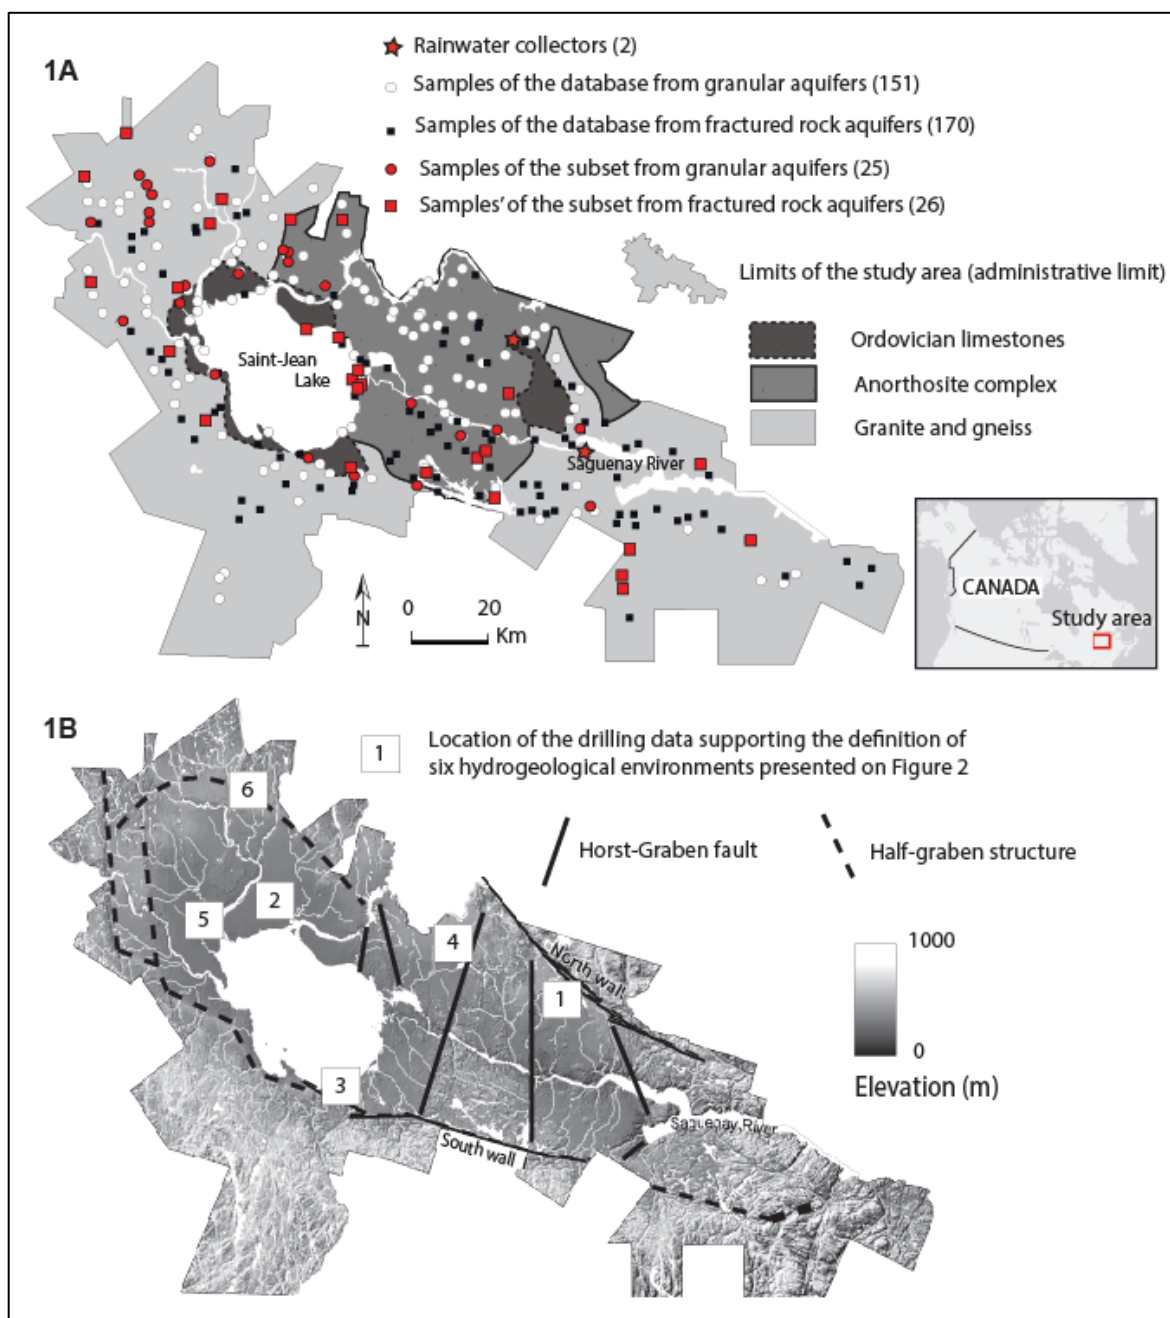 1A
Rainwater collectors (2)
Samples of the database from granular aquifers (151)
Samples of the database from fractured rock aquifers (170)
Samples of the subset from granular aquifers (25)
Samples' of the subset from fractured rock aquifers (26)
Limits of the study area (administrative limit)
Ordovician limestones
Anorthosite complex
Granite and gneiss
Saint-Jean
Lake
Saguenay River
N
0 20
Km
CANADA
Study area
1B
1
Location of the drilling data supporting the definition of
six hydrogeological environments presented on Figure 2
Horst-Graben fault
Half-graben structure
6
2
5
4
1
3
North wall
South wall
Saguenay River
1000
0
Elevation (m)